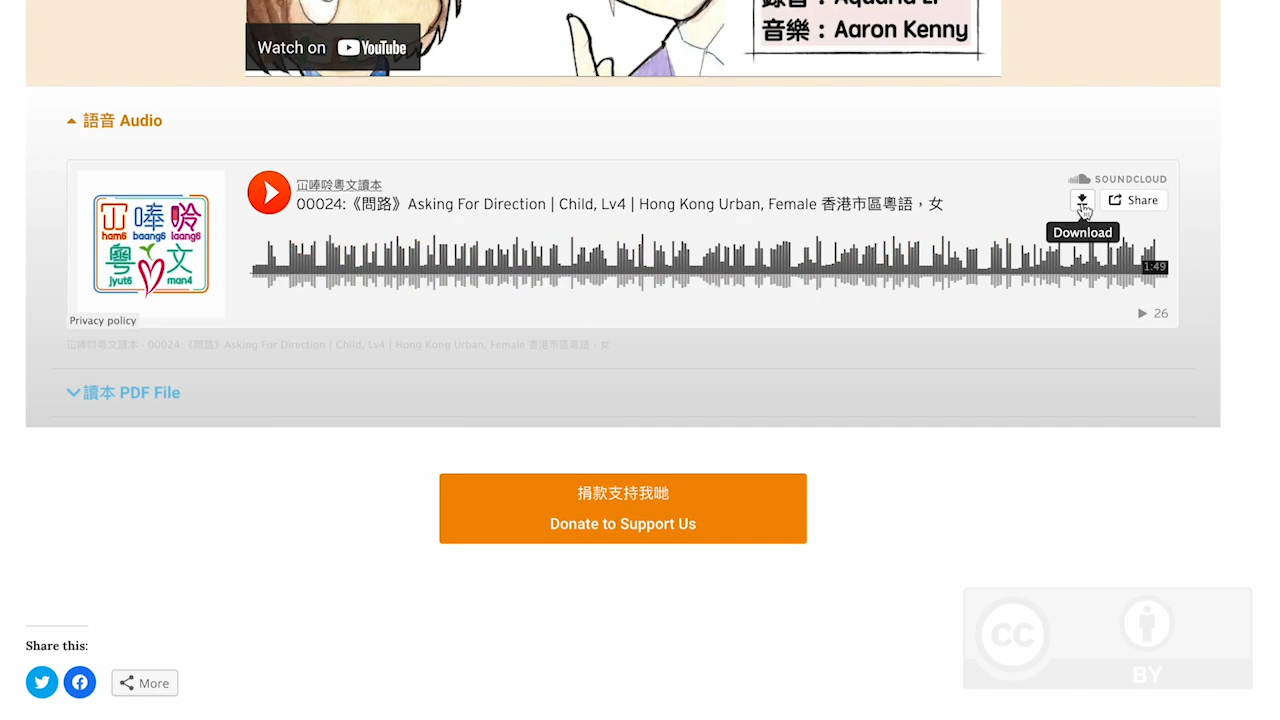 音樂：Aaron Kenny
Watch on YouTube
語音 Audio
冚唪唥粵文讀本
00024:《問路》Asking For Direction | Child, Lv4 | Hong Kong Urban, Female 香港市區粵語，女
SOUNDCLOUD
Share
Download
冚 唪 唥
ham6 baang6 laang6
粵 文
jyut6 man4
1:49
Privacy policy
26
冚唪唥粵文讀本 · 00024:《問路》Asking For Direction | Child, Lv4 | Hong Kong Urban, Female 香港市區粵語，女
讀本 PDF File
捐款支持我哋
Donate to Support Us
Share this:
More
CC
BY